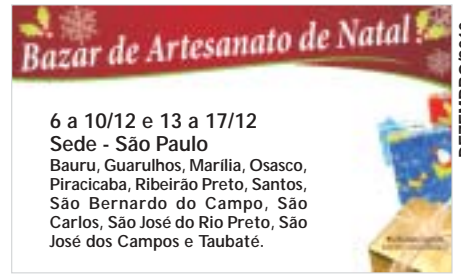 Bazar de Artesanato de Natal
6 a 10/12 e 13 a 17/12
Sede - São Paulo
Bauru, Guarulhos, Marília, Osasco,
Piracicaba, Ribeirão Preto, Santos,
São Bernardo do Campo, São
Carlos, São José do Rio Preto, São
José dos Campos e Taubaté.